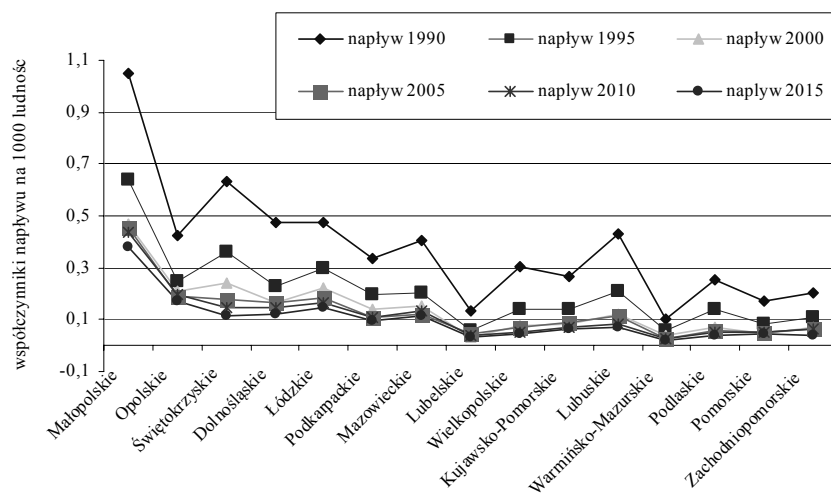 napływ 1990
napływ 1995
napływ 2000
napływ 2005
napływ 2010
napływ 2015
współczynniki napływu na 1000 ludnośc
1,1
0,9
0,7
0,5
0,3
0,1
-0,1
Małopolskie
Opolskie
Świętokrzyskie
Dolnośląskie
Łódzkie
Podkarpackie
Mazowieckie
Lubelskie
Wielkopolskie
Kujawsko-Pomorskie
Lubuskie
Warmińsko-Mazurskie
Podlaskie
Pomorskie
Zachodniopomorskie